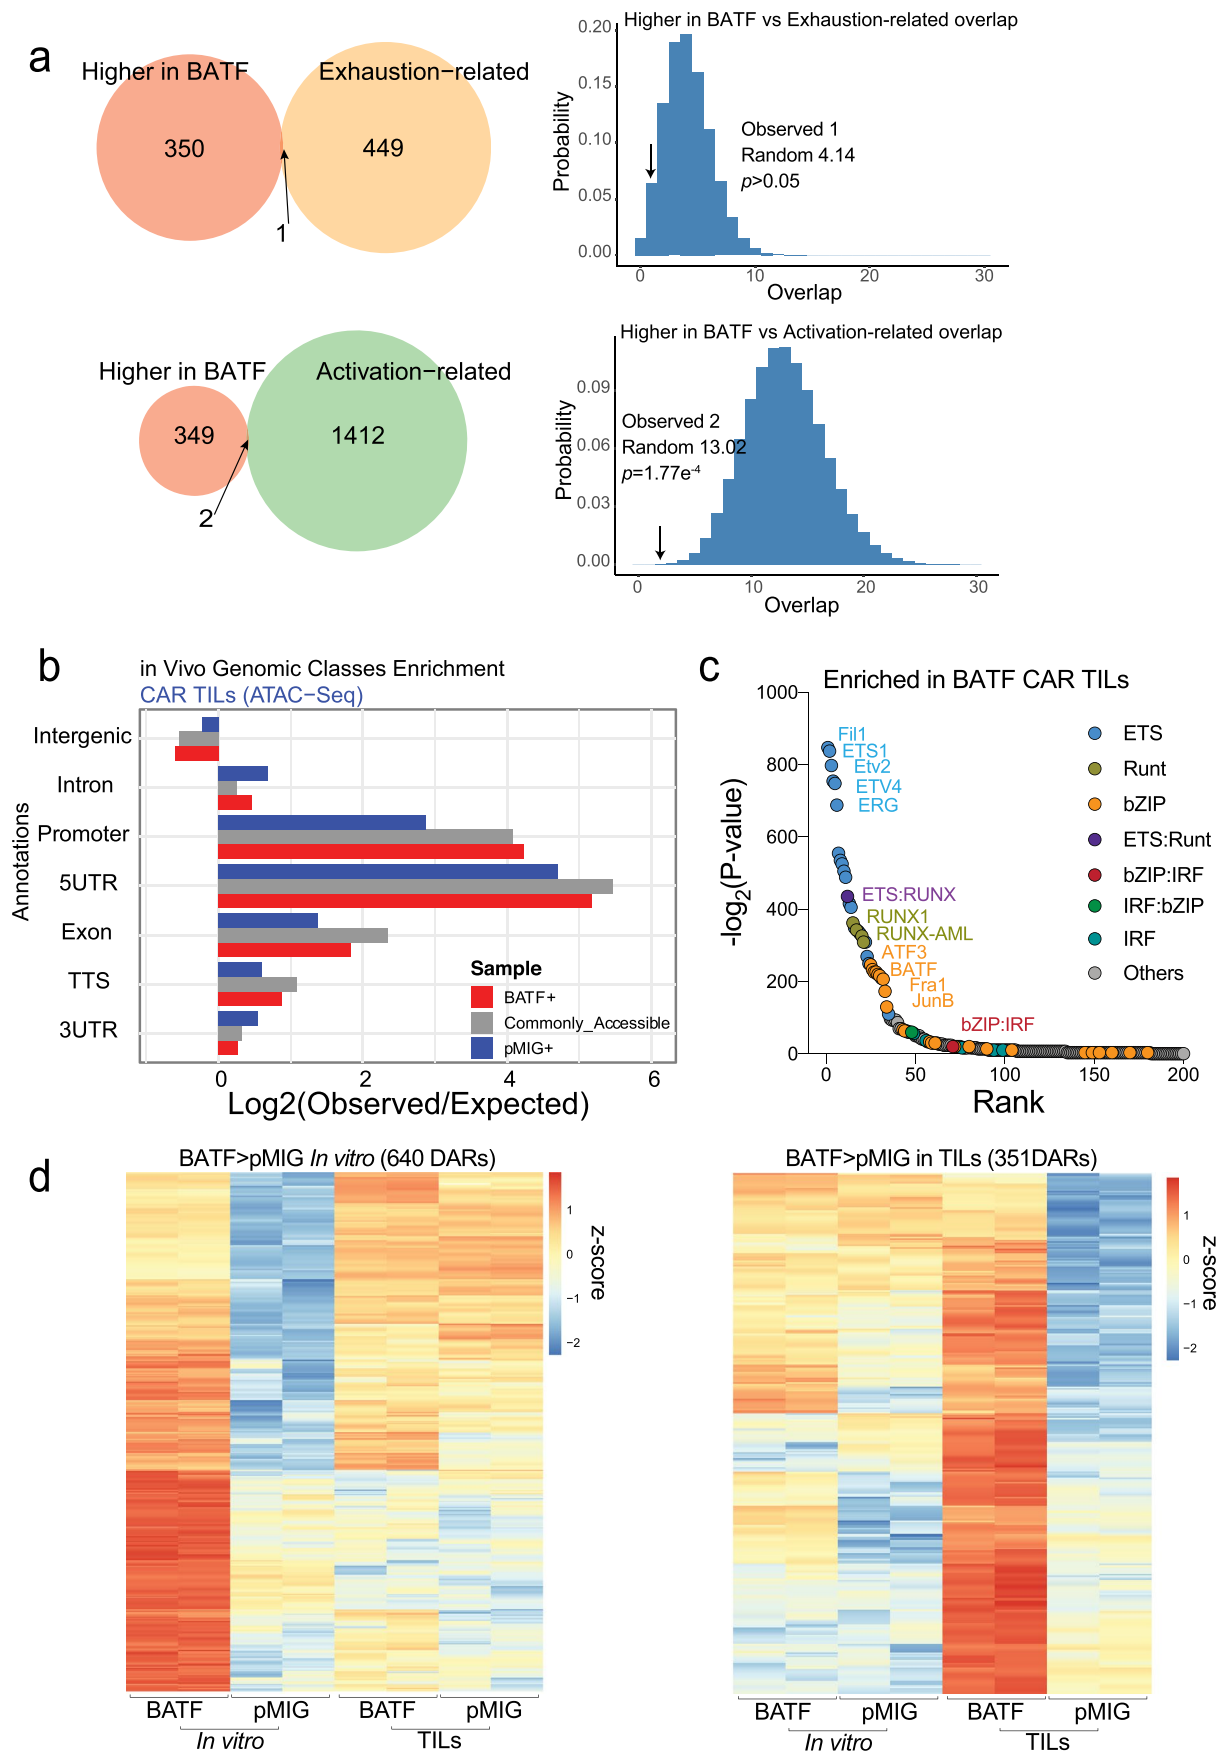 a
Higher in BATF
Exhaustion-related
350
449
1
Higher in BATF vs Exhaustion-related overlap
Probability
0.20
0.15
0.10
0.05
0.00
Observed 1
Random 4.14
p>0.05
0 10 20 30
Overlap
Higher in BATF
Activation-related
349
1412
2
Higher in BATF vs Activation-related overlap
Probability
0.09
0.06
0.03
0.00
Observed 2
Random 13.02
p=1.77e-4
0 10 20 30
Overlap
b
in Vivo Genomic Classes Enrichment
CAR TILs (ATAC-Seq)
Annotations
Intergenic
Intron
Promoter
5UTR
Exon
TTS
3UTR
Sample
BATF+
Commonly_Accessible
pMIG+
0 2 4 6
Log2(Observed/Expected)
c
Enriched in BATF CAR TILs
-log2(P-value)
1000
800
600
400
200
0
Fil1
ETS1
Etv2
ETV4
ERG
ETS:RUNX
RUNX1
RUNX-AML
ATF3
BATF
Fra1
JunB
bZIP:IRF
ETS
Runt
bZIP
ETS:Runt
bZIP:IRF
IRF:bZIP
IRF
Others
0 50 100 150 200
Rank
d
BATF>pMIG In vitro (640 DARs)
1
0
−1
−2
z-score
BATF pMIG BATF pMIG
In vitro TILs
BATF>pMIG in TILs (351DARs)
1
0
−1
−2
z-score
BATF pMIG BATF pMIG
In vitro TILs